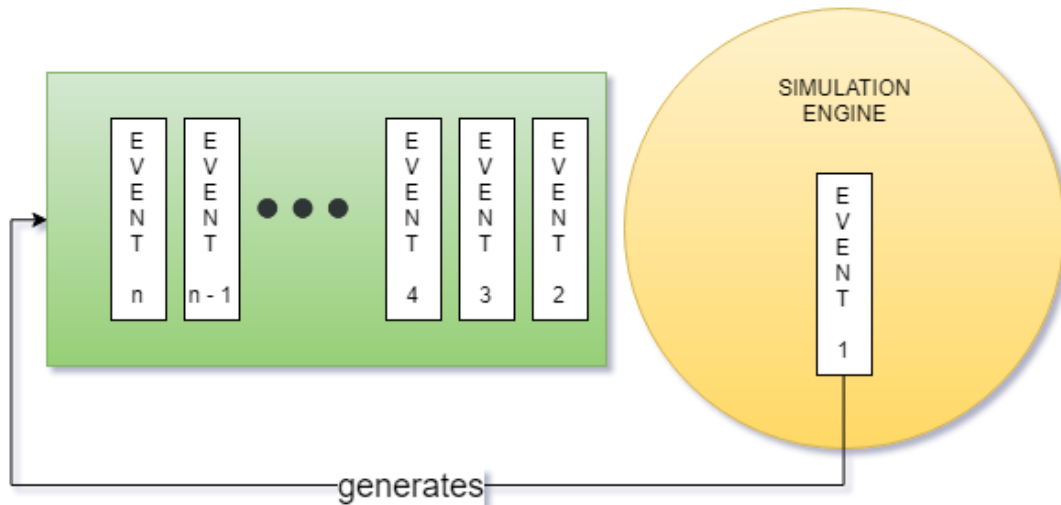 SIMULATION
ENGINE
EVENT n
EVENT n - 1
EVENT 4
EVENT 3
EVENT 2
EVENT 1
generates